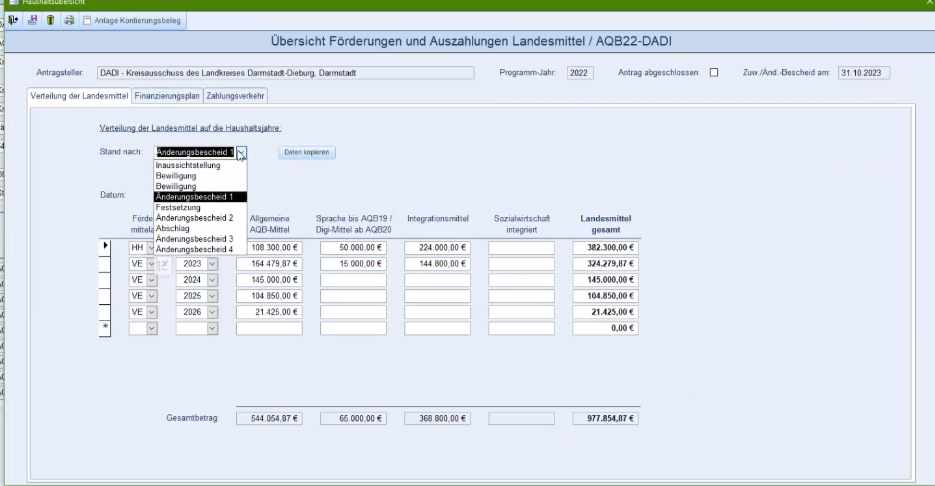 Haushaltsübersicht
Anlage Kontierungsbeleg
Übersicht Förderungen und Auszahlungen Landesmittel / AQB22-DADI
Antragsteller: DADI - Kreisausschuss des Landkreises Darmstadt-Dieburg, Darmstadt Programm-Jahr: 2022 Antrag abgeschlossen: Zuw./Änd.-Bescheid am: 31.10.2023
Verteilung der Landesmittel Finanzierungsplan Zahlungsverkehr
Verteilung der Landesmittel auf die Haushaltsjahre:
Stand nach: Änderungsbescheid 1 Daten kopieren
Inaussichtstellung
Bewilligung
Bewilligung
Änderungsbescheid 1
Festsetzung
Änderungsbescheid 2
Abschlag
Änderungsbescheid 3
Änderungsbescheid 4
Datum:
Förde Allgemeine Sprache bis AQB19 / Integrationsmittel Sozialwirtschaft Landesmittel
mittela AQB-Mittel Digi-Mittel ab AQB20 integriert gesamt
HH 108.300,00 € 50.000,00 € 224.000,00 € 382.300,00 €
VE 2023 164.479,87 € 15.000,00 € 144.800,00 € 324.279,87 €
VE 2024 145.000,00 € 145.000,00 €
VE 2025 104.850,00 € 104.850,00 €
VE 2026 21.425,00 € 21.425,00 €
* 0,00 €
Gesamtbetrag: 544.054,87 € 65.000,00 € 368.800,00 € 977.854,87 €